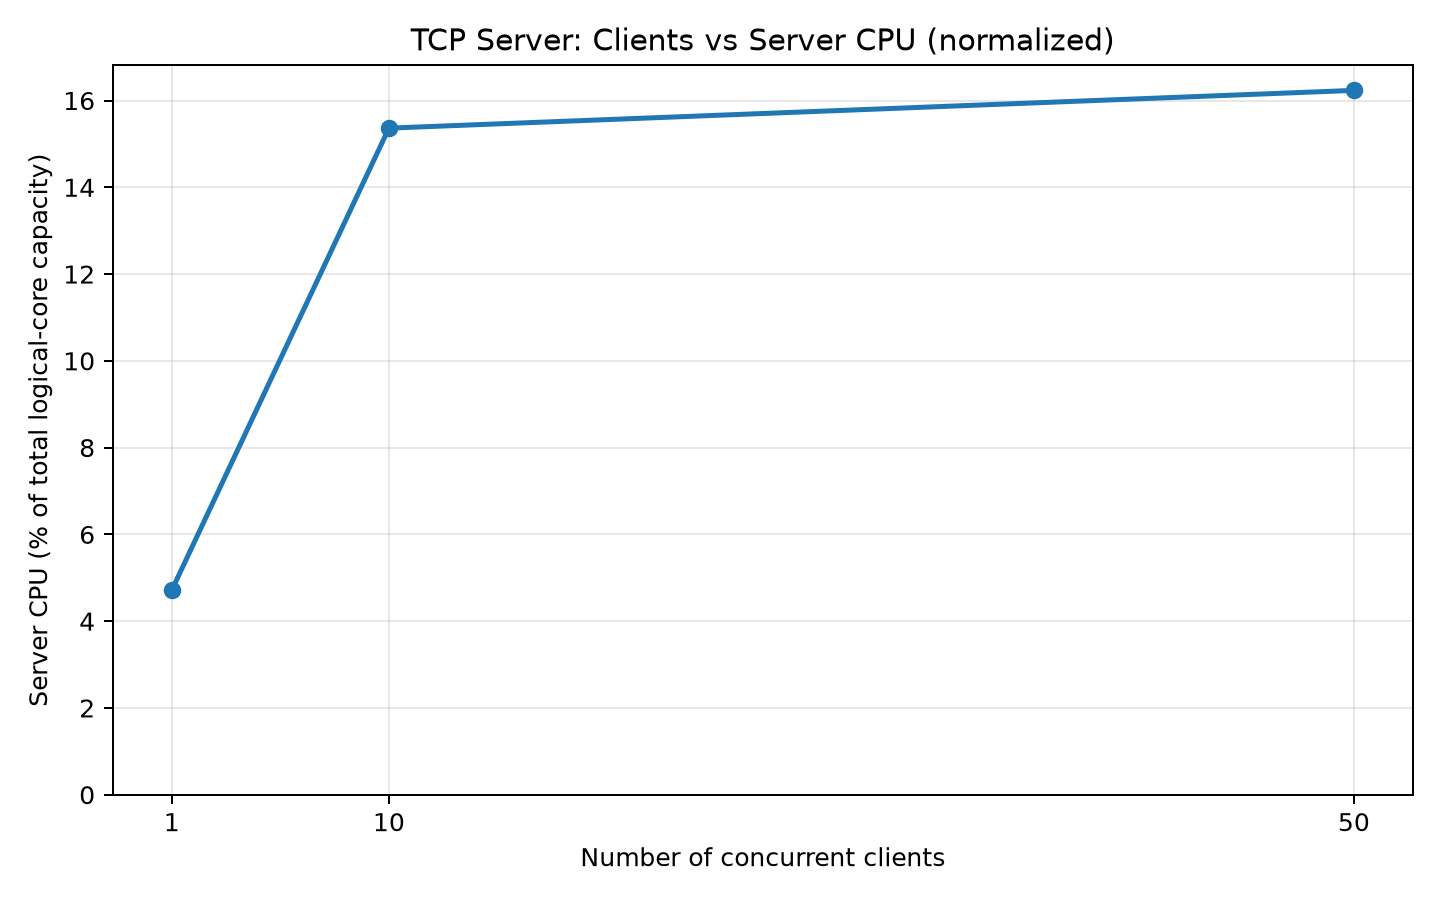 TCP Server: Clients vs Server CPU (normalized)
Server CPU (% of total logical-core capacity)
16
14
12
10
8
6
4
2
0
1 10 50
Number of concurrent clients